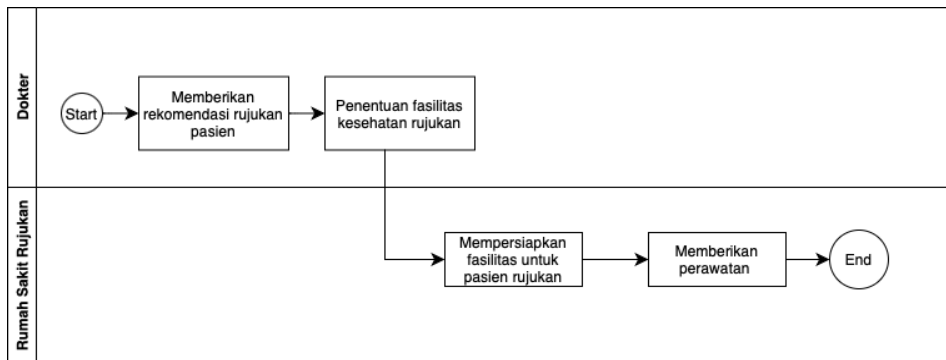 Dokter
Start
Memberikan
rekomendasi rujukan
pasien
Penentuan fasilitas
kesehatan rujukan
Rumah Sakit Rujukan
Mempersiapkan
fasilitas untuk
pasien rujukan
Memberikan
perawatan
End